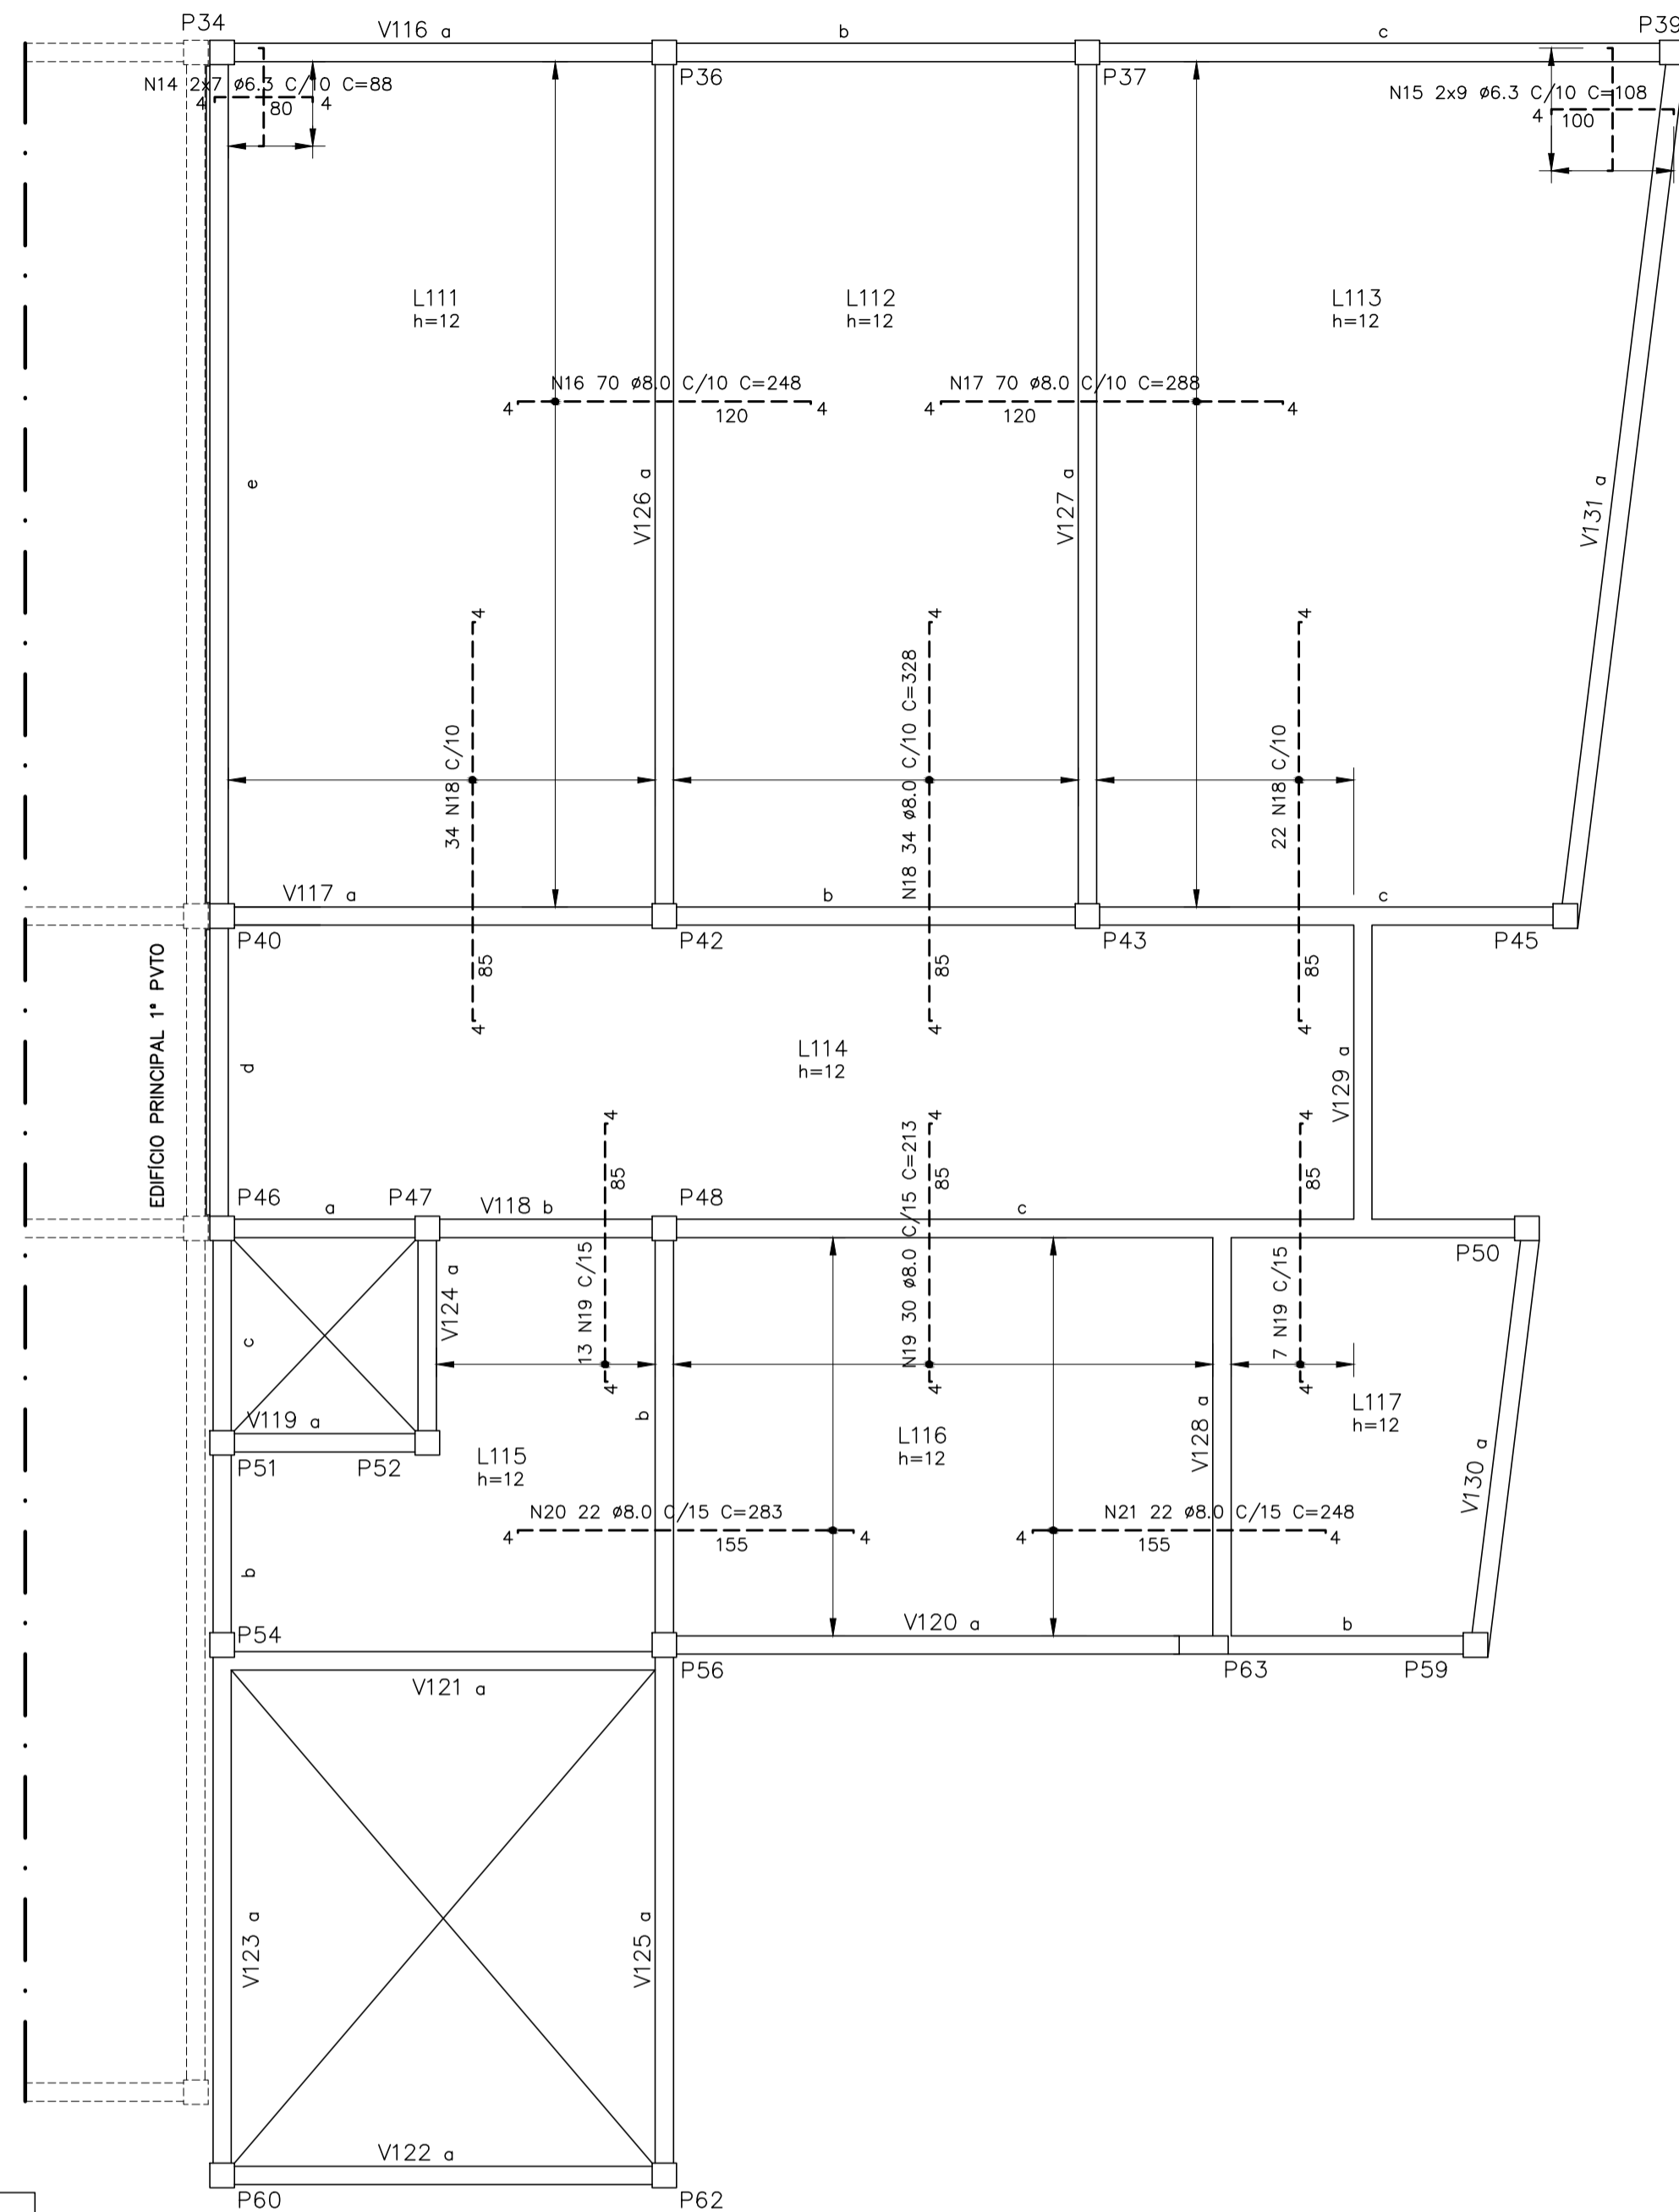 P34
V116 a
b
c
P39
N14 2x7 ø6.3 C/10 C=88
4
80
4
P36
P37
N15 2x9 ø6.3 C/10 C=108
4
100
L111
h=12
L112
h=12
L113
h=12
N16 70 ø8.0 C/10 C=248
4
120
4
N17 70 ø8.0 C/10 C=288
4
120
4
e
V126 a
V127 a
V131 a
4
34 N18 C/10
85
4
4
N18 34 ø8.0 C/10 C=328
85
4
4
22 N18 C/10
85
4
V117 a
b
c
P40
P42
P43
P45
EDIFÍCIO PRINCIPAL 1º PVTO
d
L114
h=12
V129 a
P46
a
P47
V118 b
P48
c
P50
4
85
13 N19 C/15
4
4
85
N19 30 ø8.0 C/15 C=213
4
4
85
7 N19 C/15
4
c
V124 a
b
V128 a
L117
h=12
V119 a
P51
P52
L115
h=12
L116
h=12
V130 a
N20 22 ø8.0 C/15 C=283
4
155
4
N21 22 ø8.0 C/15 C=248
4
155
4
b
P54
V120 a
b
P56
P63
P59
V121 a
V123 a
V125 a
V122 a
P60
P62